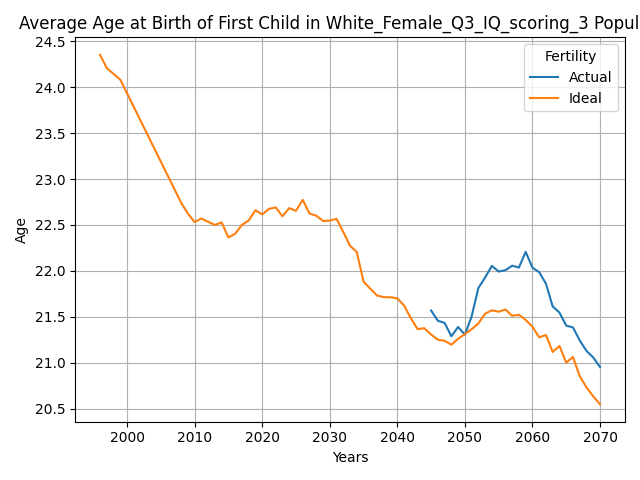 Average Age at Birth of First Child in White_Female_Q3_IQ_scoring_3 Popul
24.5
24.0
23.5
23.0
22.5
22.0
21.5
21.0
20.5
Age
Fertility
Actual
Ideal
2000 2010 2020 2030 2040 2050 2060 2070
Years